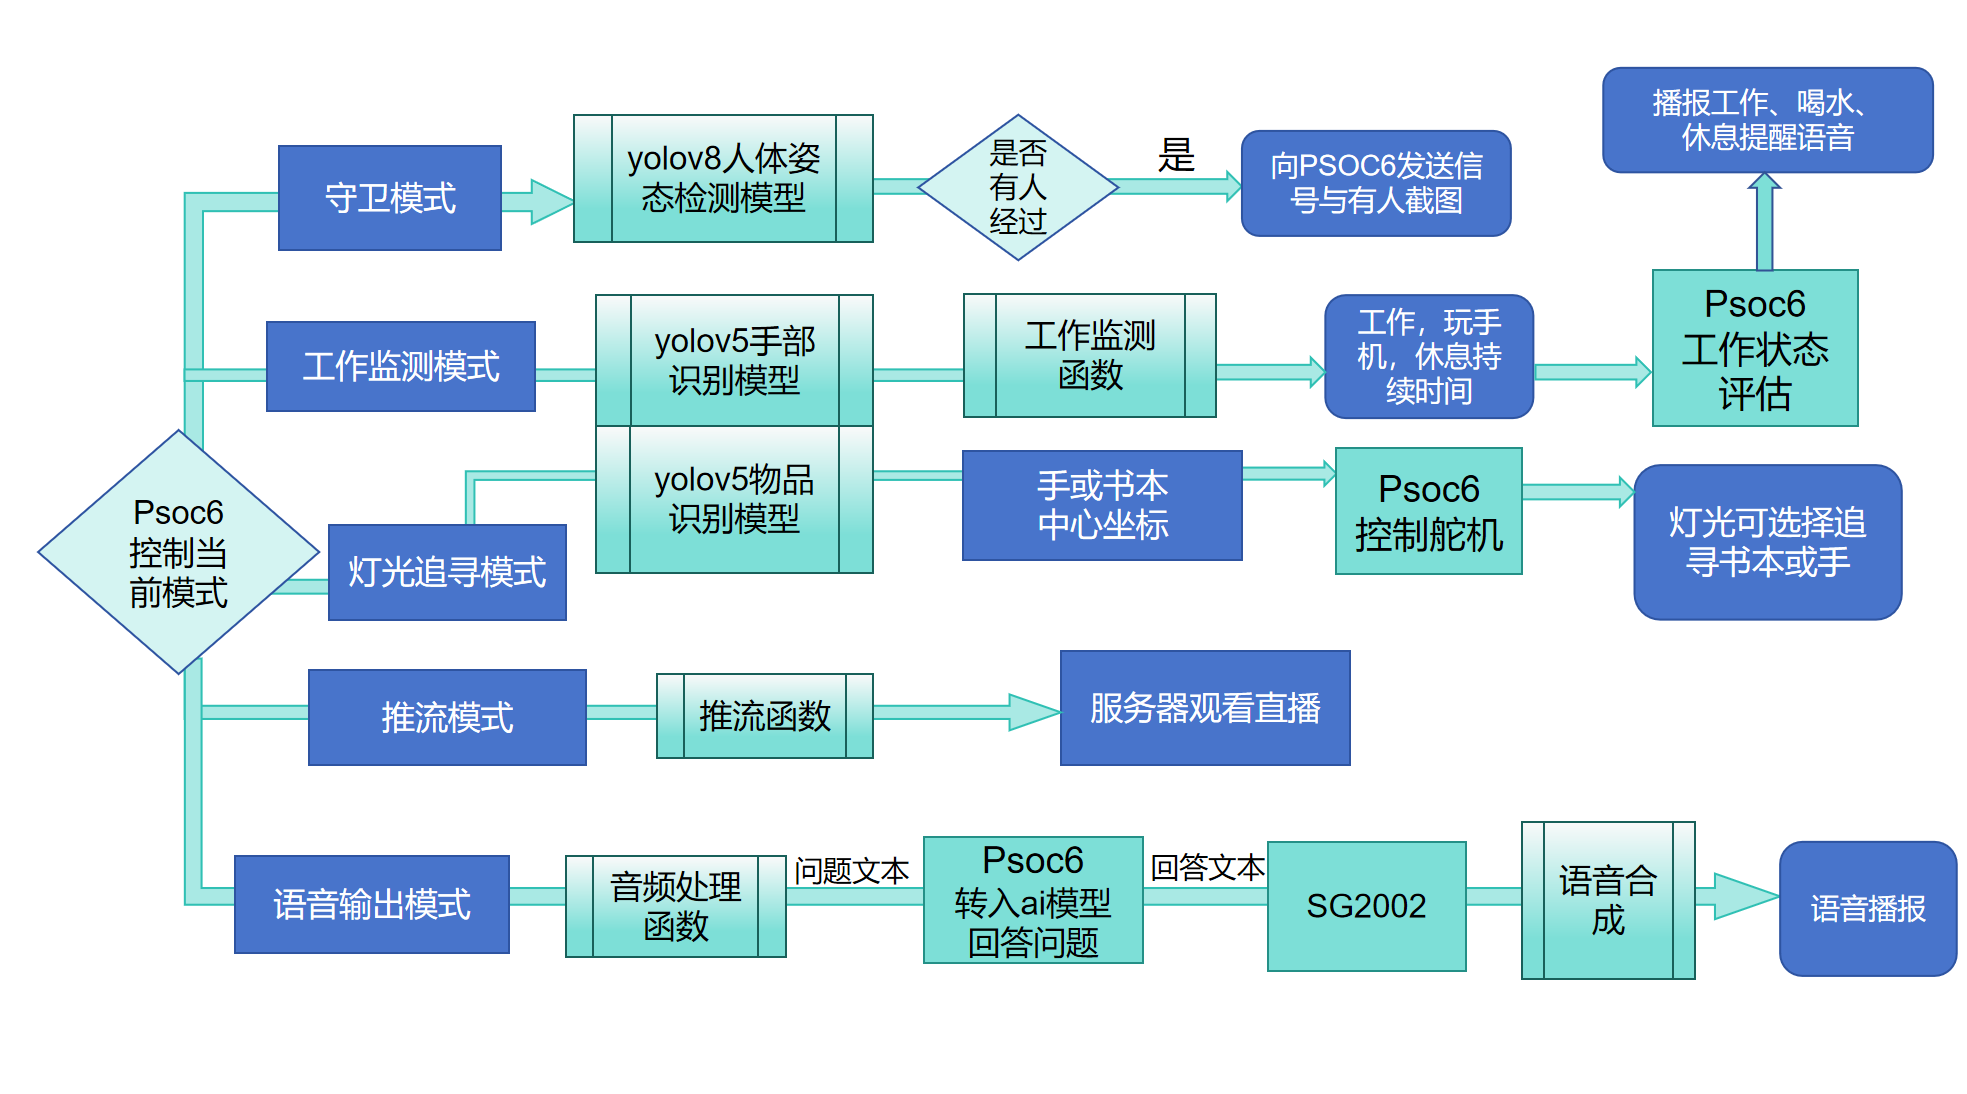 Psoc6
控制当
前模式
守卫模式
yolov8人体姿
态检测模型
是否
有人
经过
是
向PSOC6发送信
号与有人截图
工作监测模式
yolov5手部
识别模型
工作监测
函数
工作，玩手
机，休息持
续时间
Psoc6
工作状态
评估
播报工作、喝水、
休息提醒语音
灯光追寻模式
yolov5物品
识别模型
手或书本
中心坐标
Psoc6
控制舵机
灯光可选择追
寻书本或手
推流模式
推流函数
服务器观看直播
语音输出模式
音频处理
函数
问题文本
Psoc6
转入ai模型
回答问题
回答文本
SG2002
语音合
成
语音播报